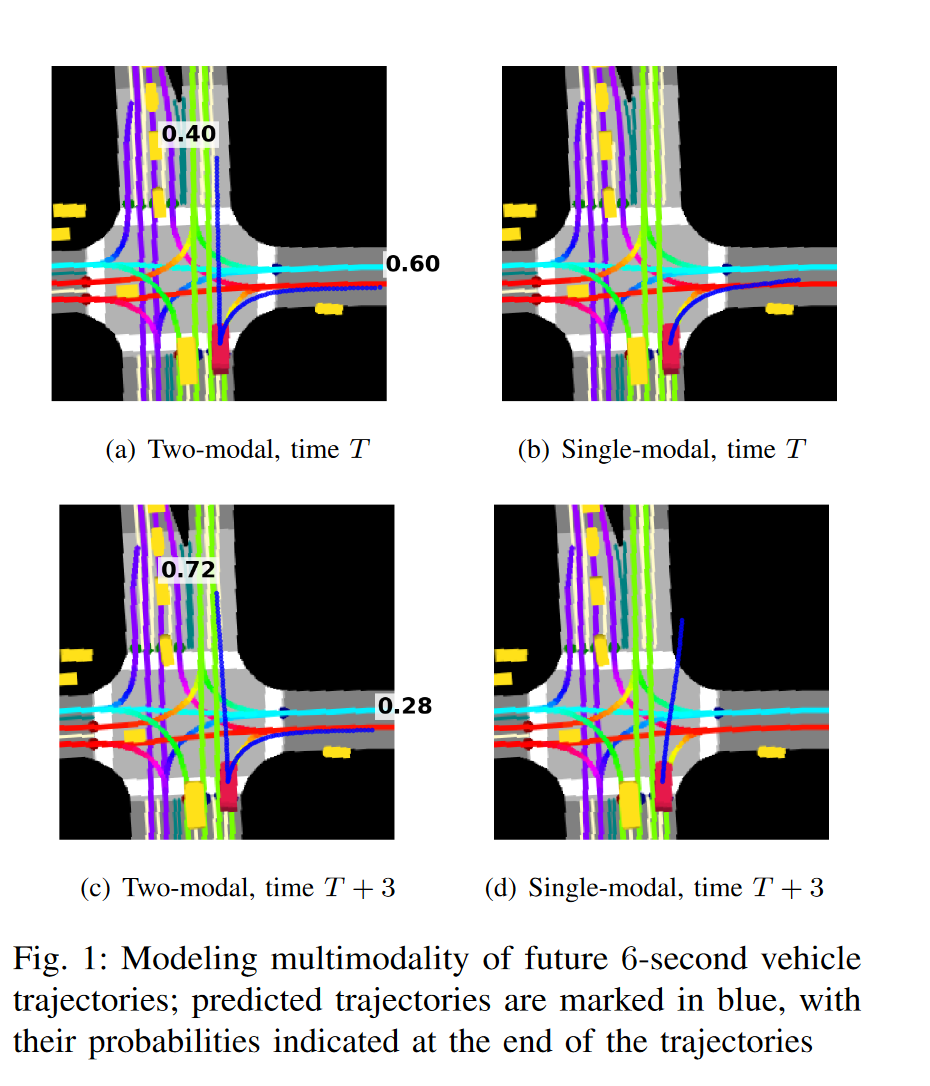 0.40
0.60
(a) Two-modal, time T
(b) Single-modal, time T
0.72
0.28
(c) Two-modal, time T + 3
(d) Single-modal, time T + 3
Fig. 1: Modeling multimodality of future 6-second vehicle
trajectories; predicted trajectories are marked in blue, with
their probabilities indicated at the end of the trajectories